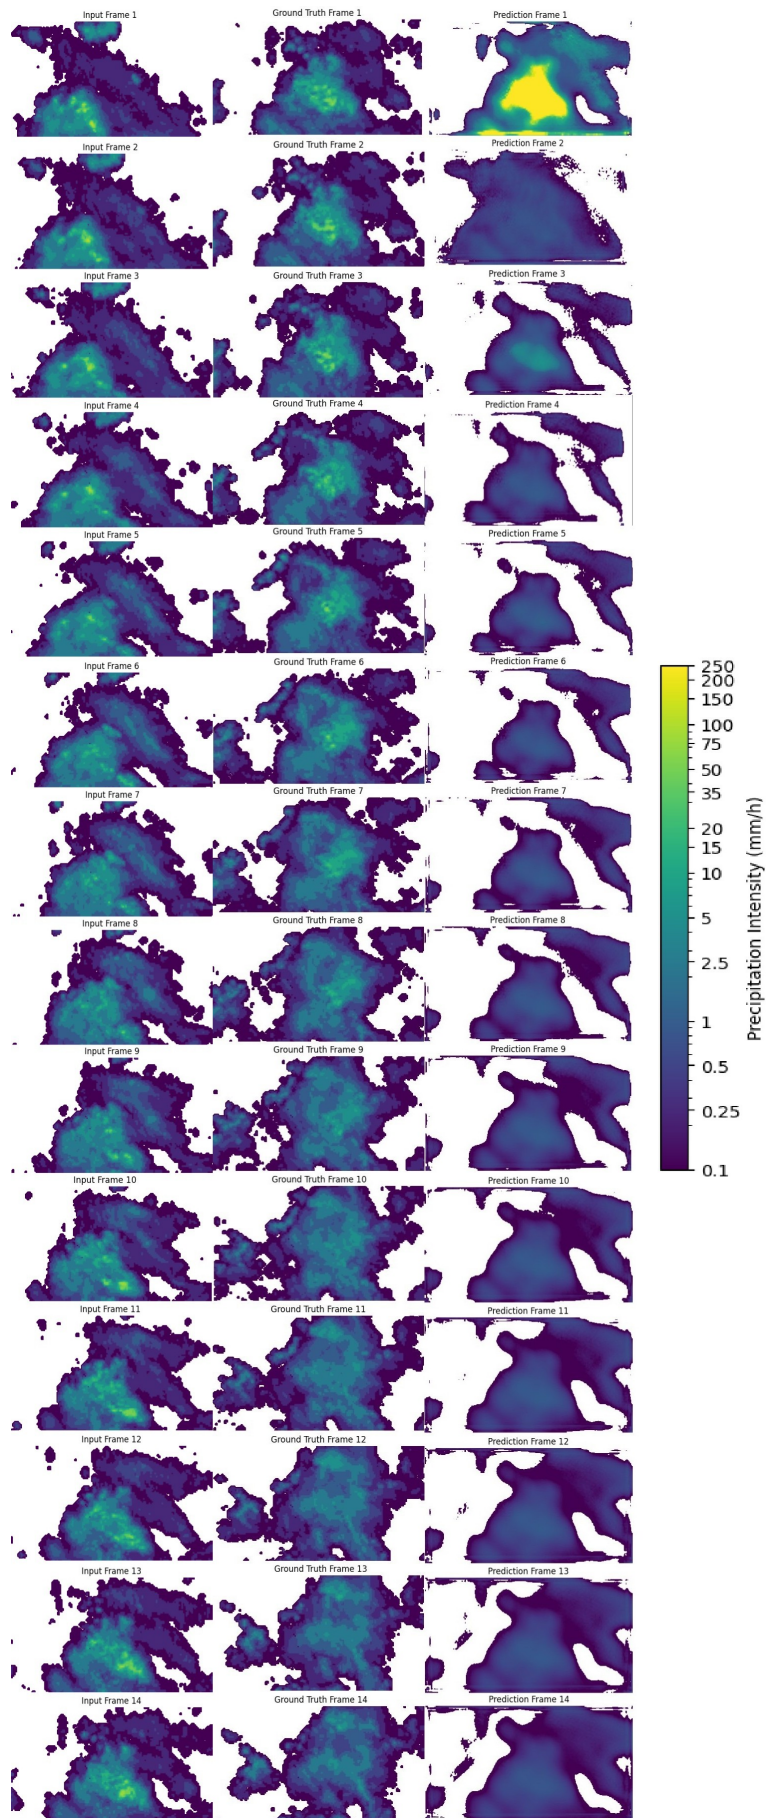 Input Frame 1 Ground Truth Frame 1 Prediction Frame 1
Input Frame 2 Ground Truth Frame 2 Prediction Frame 2
Input Frame 3 Ground Truth Frame 3 Prediction Frame 3
Input Frame 4 Ground Truth Frame 4 Prediction Frame 4
Input Frame 5 Ground Truth Frame 5 Prediction Frame 5
Input Frame 6 Ground Truth Frame 6 Prediction Frame 6
Input Frame 7 Ground Truth Frame 7 Prediction Frame 7
Input Frame 8 Ground Truth Frame 8 Prediction Frame 8
Input Frame 9 Ground Truth Frame 9 Prediction Frame 9
Input Frame 10 Ground Truth Frame 10 Prediction Frame 10
Input Frame 11 Ground Truth Frame 11 Prediction Frame 11
Input Frame 12 Ground Truth Frame 12 Prediction Frame 12
Input Frame 13 Ground Truth Frame 13 Prediction Frame 13
Input Frame 14 Ground Truth Frame 14 Prediction Frame 14
250
200
150
100
75
50
35
20
15
10
5
2.5
1
0.5
0.25
0.1
Precipitation Intensity (mm/h)